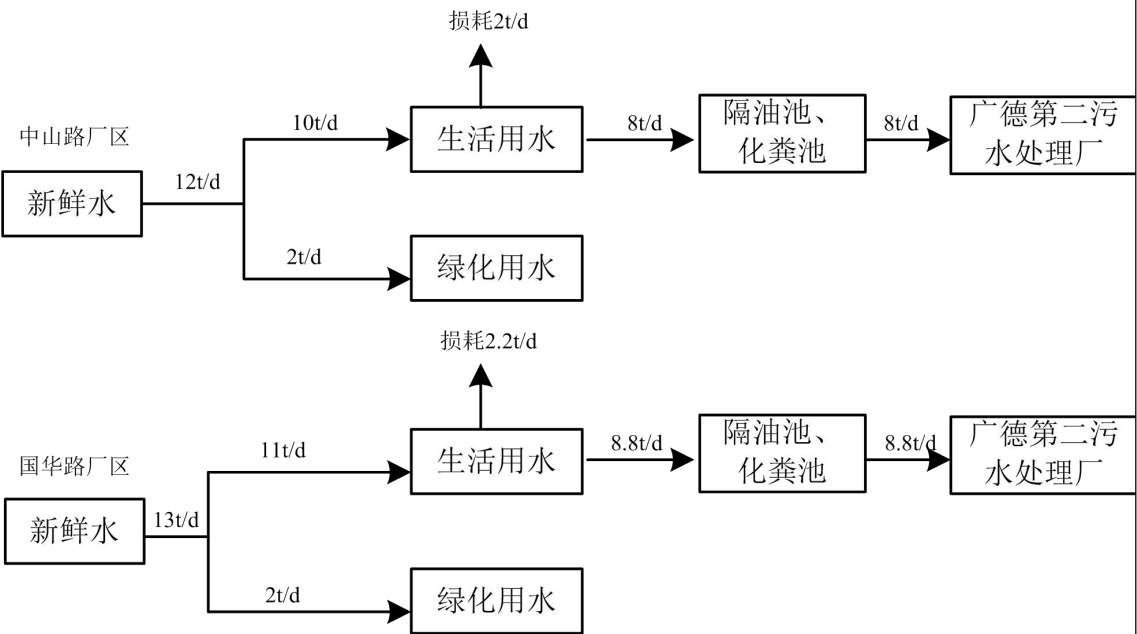 损耗2t/d
中山路厂区
新鲜水
12t/d
10t/d
生活用水
8t/d
隔油池、
化粪池
8t/d
广德第二污
水处理厂
2t/d
绿化用水
损耗2.2t/d
国华路厂区
新鲜水
13t/d
11t/d
生活用水
8.8t/d
隔油池、
化粪池
8.8t/d
广德第二污
水处理厂
2t/d
绿化用水